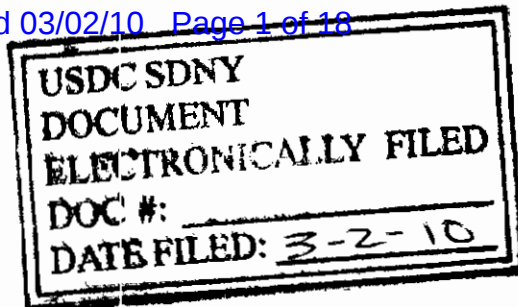 d 03/02/10 Page 1 of 18
USDC SDNY
DOCUMENT
ELECTRONICALLY FILED
DOC #:
DATE FILED: 3-2-10